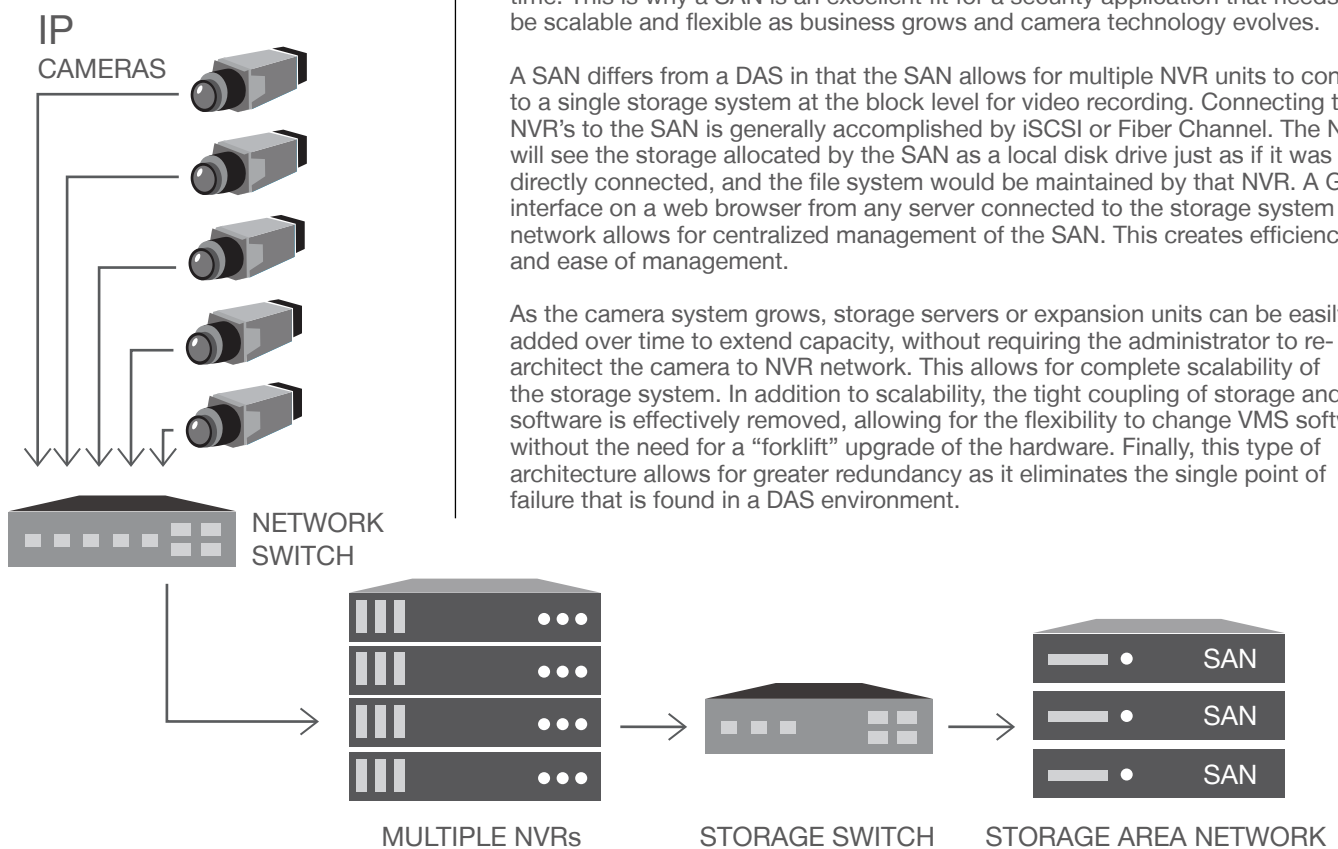 IP
CAMERAS
time. This is why a SAN is an excellent fit for a security application that needs
be scalable and flexible as business grows and camera technology evolves.
A SAN differs from a DAS in that the SAN allows for multiple NVR units to con
to a single storage system at the block level for video recording. Connecting t
NVR's to the SAN is generally accomplished by iSCSI or Fiber Channel. The N
will see the storage allocated by the SAN as a local disk drive just as if it was
directly connected, and the file system would be maintained by that NVR. A G
interface on a web browser from any server connected to the storage system
network allows for centralized management of the SAN. This creates efficienc
and ease of management.
As the camera system grows, storage servers or expansion units can be easil
added over time to extend capacity, without requiring the administrator to re-
architect the camera to NVR network. This allows for complete scalability of
the storage system. In addition to scalability, the tight coupling of storage and
software is effectively removed, allowing for the flexibility to change VMS soft
without the need for a “forklift” upgrade of the hardware. Finally, this type of
architecture allows for greater redundancy as it eliminates the single point of
failure that is found in a DAS environment.
NETWORK
SWITCH
SAN
SAN
SAN
MULTIPLE NVRs
STORAGE SWITCH
STORAGE AREA NETWORK